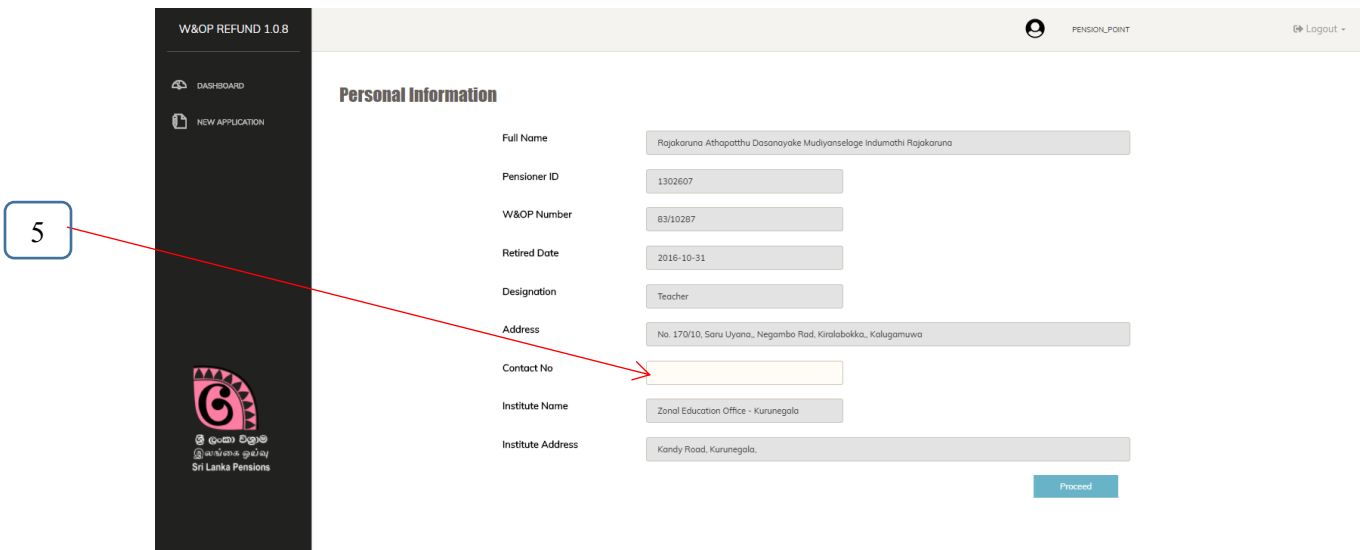 W&OP REFUND 1.0.8
PENSION_POINT
Logout
DASHBOARD
NEW APPLICATION
Personal Information
Full Name
Rajakaruna Athapatthu Dasanayake Mudiyanselage Indumathi Rajakaruna
Pensioner ID
1302607
W&OP Number
83/10287
5
Retired Date
2016-10-31
Designation
Teacher
Address
No. 170/10, Saru Uyana,, Negambo Rad, Kiralabokka,, Kalugamuwa
Contact No
Institute Name
Zonal Education Office - Kurunegala
Institute Address
Kandy Road, Kurunegala,
ශ්‍රී ලංකා විශ්‍රාම
இலங்கை ஓய்வு
Sri Lanka Pensions
Proceed